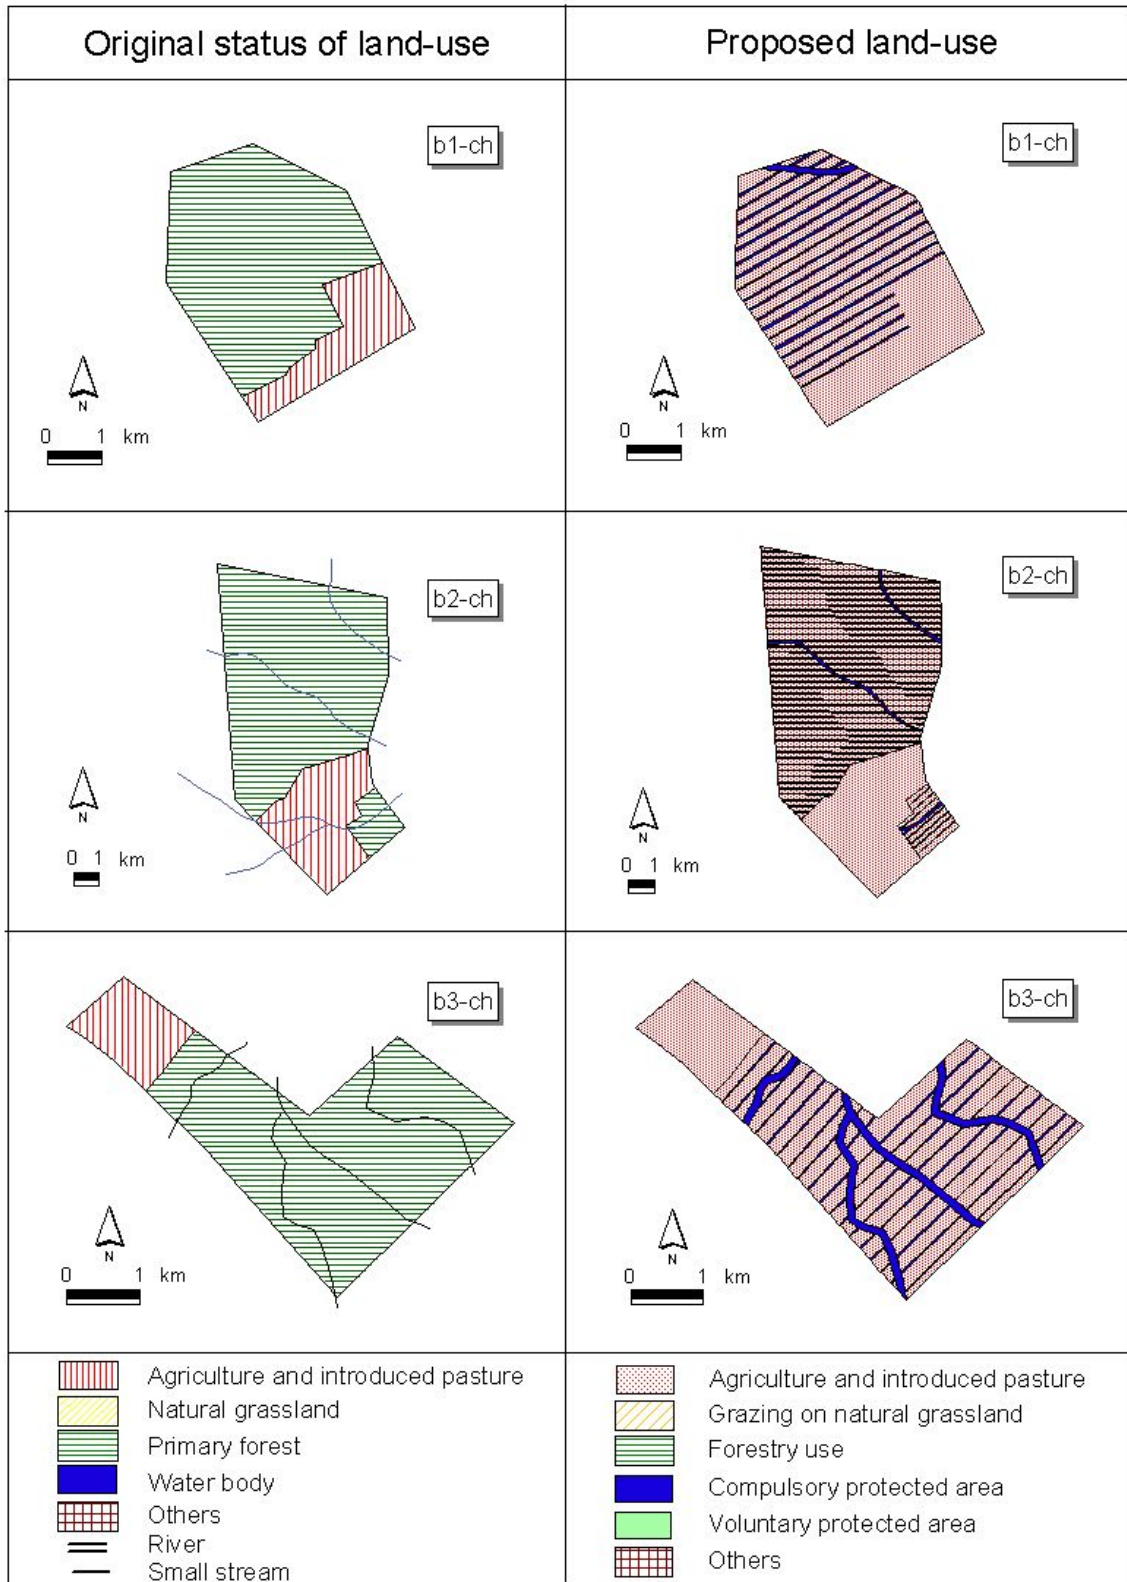 Original status of land-use
Proposed land-use
b1-ch
N
0 1 km
b1-ch
N
0 1 km
b2-ch
N
0 1 km
b2-ch
N
0 1 km
b3-ch
N
0 1 km
b3-ch
N
0 1 km
Agriculture and introduced pasture
Natural grassland
Primary forest
Water body
Others
River
Small stream
Agriculture and introduced pasture
Grazing on natural grassland
Forestry use
Compulsory protected area
Voluntary protected area
Others